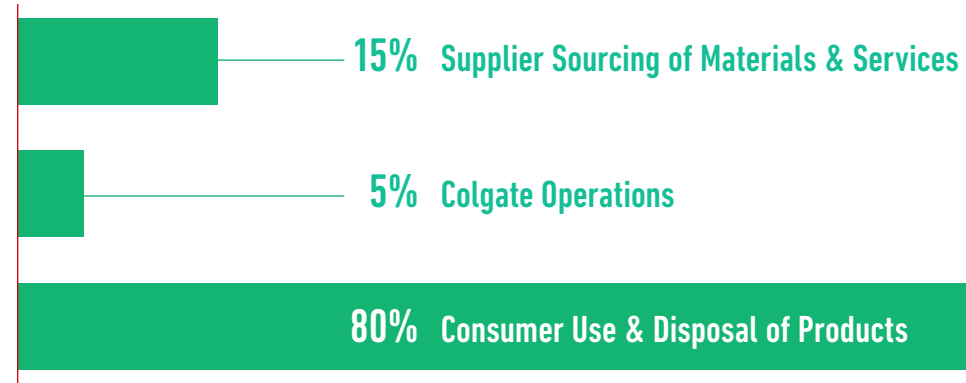 15% Supplier Sourcing of Materials & Services
5% Colgate Operations
80% Consumer Use & Disposal of Products